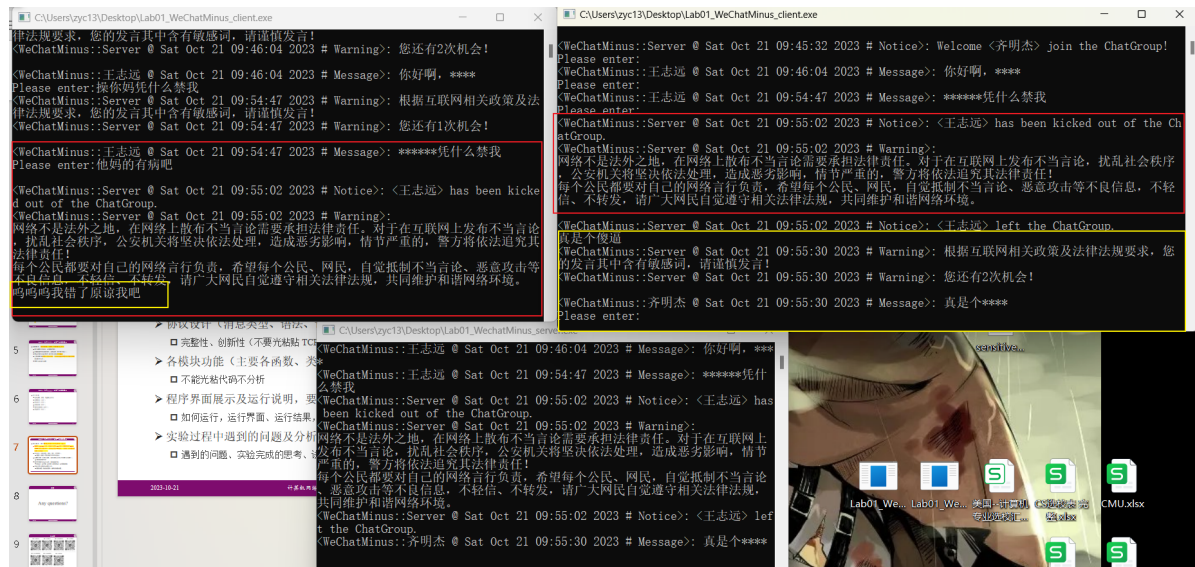 C:\Users\zyc13\Desktop\Lab01_WeChatMinus_client.exe
律法规要求，您的发言其中含有敏感词，请谨慎发言！
<WeChatMinus::Server @ Sat Oct 21 09:46:04 2023 # Warning>: 您还有2次机会！
<WeChatMinus::王志远 @ Sat Oct 21 09:46:04 2023 # Message>: 你好啊，****
Please enter:操你妈凭什么禁我
<WeChatMinus::Server @ Sat Oct 21 09:54:47 2023 # Warning>: 根据互联网相关政策及法
律法规要求，您的发言其中含有敏感词，请谨慎发言！
<WeChatMinus::Server @ Sat Oct 21 09:54:47 2023 # Warning>: 您还有1次机会！
<WeChatMinus::王志远 @ Sat Oct 21 09:54:47 2023 # Message>: ******凭什么禁我
Please enter:他妈的有病吧
<WeChatMinus::Server @ Sat Oct 21 09:55:02 2023 # Notice>: <王志远> has been kicke
d out of the ChatGroup.
<WeChatMinus::Server @ Sat Oct 21 09:55:02 2023 # Warning>:
网络不是法外之地，在网络上散布不当言论需要承担法律责任。对于在互联网上发布不当言论
，扰乱社会秩序，公安机关将坚决依法处理，造成恶劣影响，情节严重的，警方将依法追究其
法律责任！
每个公民都要对自己的网络言行负责，希望每个公民、网民，自觉抵制不当言论、恶意攻击等
不良信息，不轻信、不转发，请广大网民自觉遵守相关法律法规，共同维护和谐网络环境。
呜呜呜我错了原谅我吧
C:\Users\zyc13\Desktop\Lab01_WeChatMinus_client.exe
<WeChatMinus::Server @ Sat Oct 21 09:45:32 2023 # Notice>: Welcome <齐明杰> join the ChatGroup!
Please enter:
<WeChatMinus::王志远 @ Sat Oct 21 09:46:04 2023 # Message>: 你好啊，****
Please enter:
<WeChatMinus::王志远 @ Sat Oct 21 09:54:47 2023 # Message>: ******凭什么禁我
Please enter:
<WeChatMinus::Server @ Sat Oct 21 09:55:02 2023 # Notice>: <王志远> has been kicked out of the Ch
atGroup.
<WeChatMinus::Server @ Sat Oct 21 09:55:02 2023 # Warning>:
网络不是法外之地，在网络上散布不当言论需要承担法律责任。对于在互联网上发布不当言论，扰乱社会秩序
，公安机关将坚决依法处理，造成恶劣影响，情节严重的，警方将依法追究其法律责任！
每个公民都要对自己的网络言行负责，希望每个公民、网民，自觉抵制不当言论、恶意攻击等不良信息，不轻
信、不转发，请广大网民自觉遵守相关法律法规，共同维护和谐网络环境。
<WeChatMinus::Server @ Sat Oct 21 09:55:02 2023 # Notice>: <王志远> left the ChatGroup.
真是个傻逼
<WeChatMinus::Server @ Sat Oct 21 09:55:30 2023 # Warning>: 根据互联网相关政策及法律法规要求，您
的发言其中含有敏感词，请谨慎发言！
<WeChatMinus::Server @ Sat Oct 21 09:55:30 2023 # Warning>: 您还有2次机会！
<WeChatMinus::齐明杰 @ Sat Oct 21 09:55:30 2023 # Message>: 真是个****
Please enter:
5
6
7
8
9
Any questions?
协议设计（消息类型、语法、
完整性、创新性（不要光粘贴 TCP
各模块功能（主要各函数、类
不能光粘代码不分析
程序界面展示及运行说明，要
如何运行，运行界面、运行结果，
实验过程中遇到的问题及分析
遇到的问题、实验完成的思考、
2023-10-21
计算机网络
C:\Users\zyc13\Desktop\Lab01_WechatMinus_server.exe
<WeChatMinus::王志远 @ Sat Oct 21 09:46:04 2023 # Message>: 你好啊，***
*
<WeChatMinus::王志远 @ Sat Oct 21 09:54:47 2023 # Message>: ******凭什
么禁我
<WeChatMinus::Server @ Sat Oct 21 09:55:02 2023 # Notice>: <王志远> has
been kicked out of the ChatGroup.
<WeChatMinus::Server @ Sat Oct 21 09:55:02 2023 # Warning>:
网络不是法外之地，在网络上散布不当言论需要承担法律责任。对于在互联网上
发布不当言论，扰乱社会秩序，公安机关将坚决依法处理，造成恶劣影响，情节
严重的，警方将依法追究其法律责任！
每个公民都要对自己的网络言行负责，希望每个公民、网民，自觉抵制不当言论
、恶意攻击等不良信息，不轻信、不转发，请广大网民自觉遵守相关法律法规，
共同维护和谐网络环境。
<WeChatMinus::Server @ Sat Oct 21 09:55:02 2023 # Notice>: <王志远> lef
t the ChatGroup.
<WeChatMinus::齐明杰 @ Sat Oct 21 09:55:30 2023 # Message>: 真是个****
sensitive...
Lab01_We...
Lab01_We...
美国--计算机
专业选校汇...
CMU.xlsx